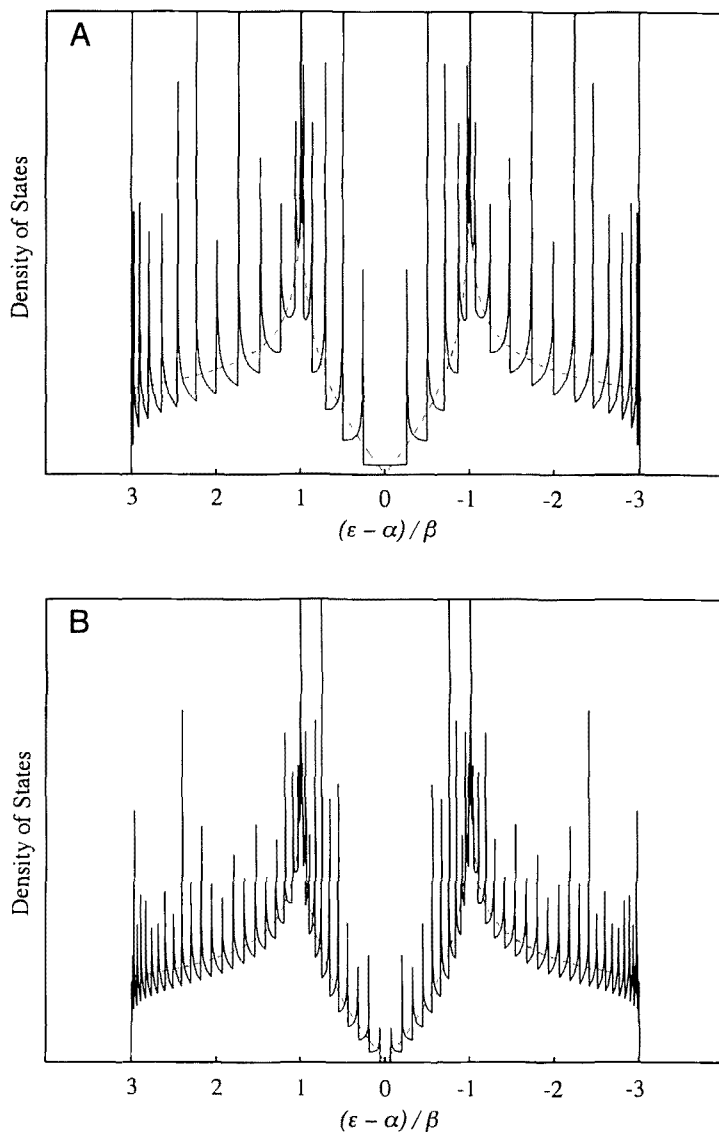 A
Density of States
3 2 1 0 -1 -2 -3
(ε – α) / β
B
Density of States
3 2 1 0 -1 -2 -3
(ε – α) / β